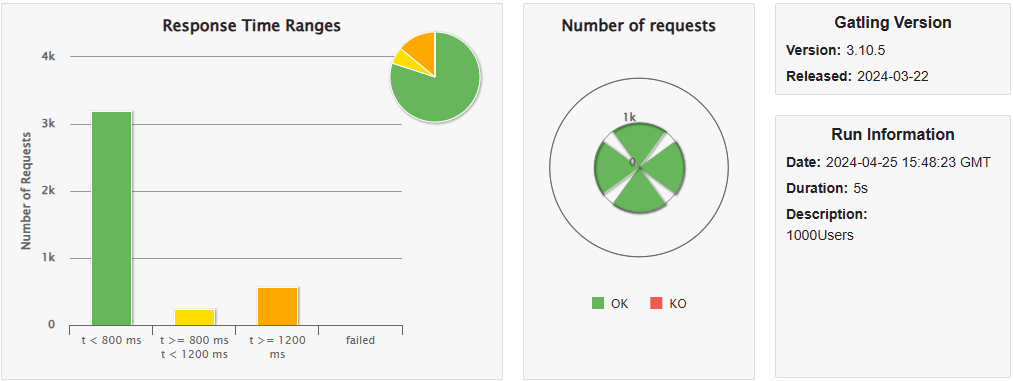 Response Time Ranges
Number of Requests
4k
3k
2k
1k
0
t < 800 ms
t >= 800 ms
t < 1200 ms
t >= 1200
ms
failed
Number of requests
1k
0
OK
KO
Gatling Version
Version: 3.10.5
Released: 2024-03-22
Run Information
Date: 2024-04-25 15:48:23 GMT
Duration: 5s
Description:
1000Users